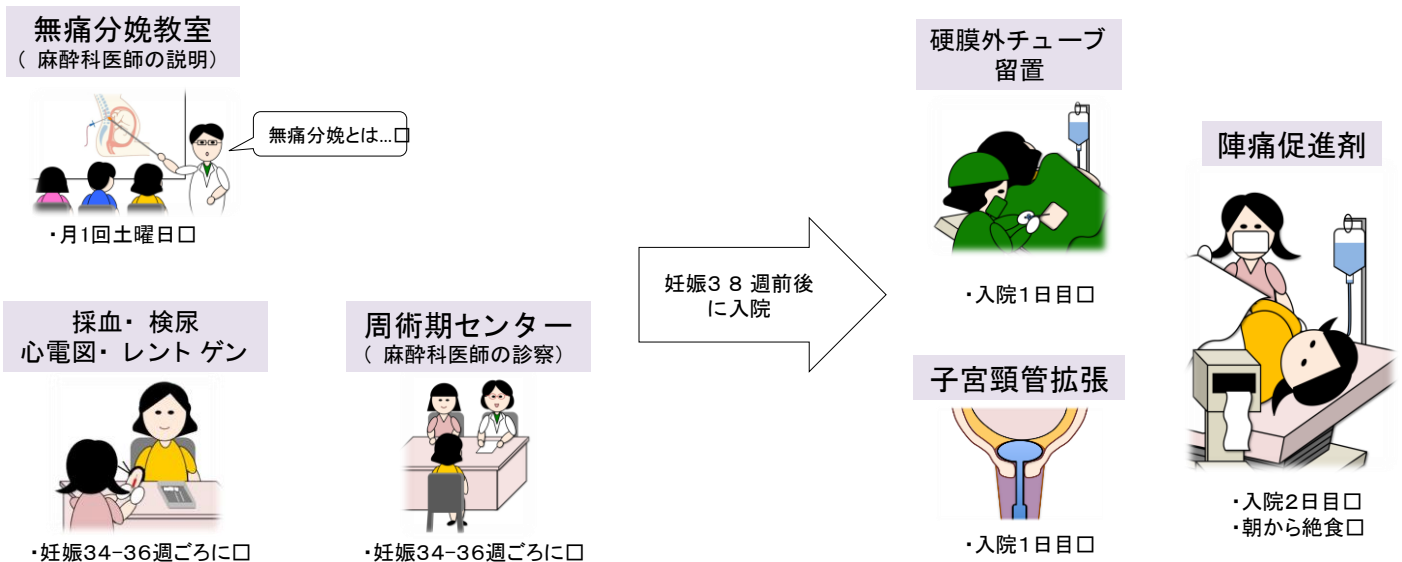 無痛分娩教室
( 麻酔科医師の説明)
無痛分娩とは…□
・月1回土曜日□
採血・ 検尿
心電図・ レント ゲン
・妊娠34-36週ごろに□
周術期センター
( 麻酔科医師の診察)
・妊娠34-36週ごろに□
妊娠3 8 週前後
に入院
硬膜外チューブ
留置
・入院1日目□
子宮頸管拡張
・入院1日目□
陣痛促進剤
・入院2日目□
・朝から絶食□